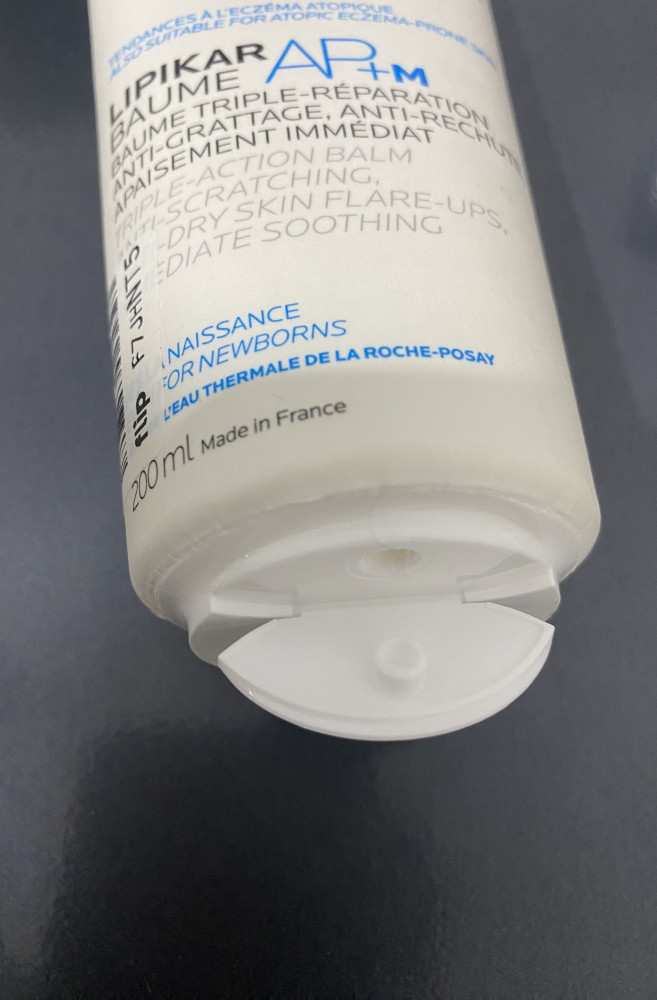 TENDANCES À L'ECZÉMA ATOPIQUE
ALSO SUITABLE FOR ATOPIC ECZEMA-PRONE SKIN
LIPIKAR AP+M
BAUME
BAUME TRIPLE-RÉPARATION
ANTI-GRATTAGE, ANTI-RECHUTE
APAISEMENT IMMÉDIAT
TRIPLE-ACTION BALM
ANTI-SCRATCHING,
-DRY SKIN FLARE-UPS,
EDIATE SOOTHING
NAISSANCE
FOR NEWBORNS
L'EAU THERMALE DE LA ROCHE-POSAY
200 ml Made in France
flip